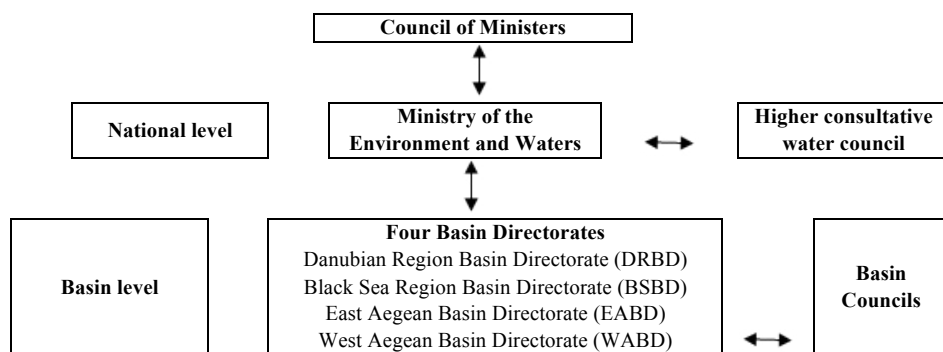 Council of Ministers
National level
Ministry of the
Environment and Waters
Higher consultative
water council
Basin level
Four Basin Directorates
Danubian Region Basin Directorate (DRBD)
Black Sea Region Basin Directorate (BSBD)
East Aegean Basin Directorate (EABD)
West Aegean Basin Directorate (WABD)
Basin
Councils